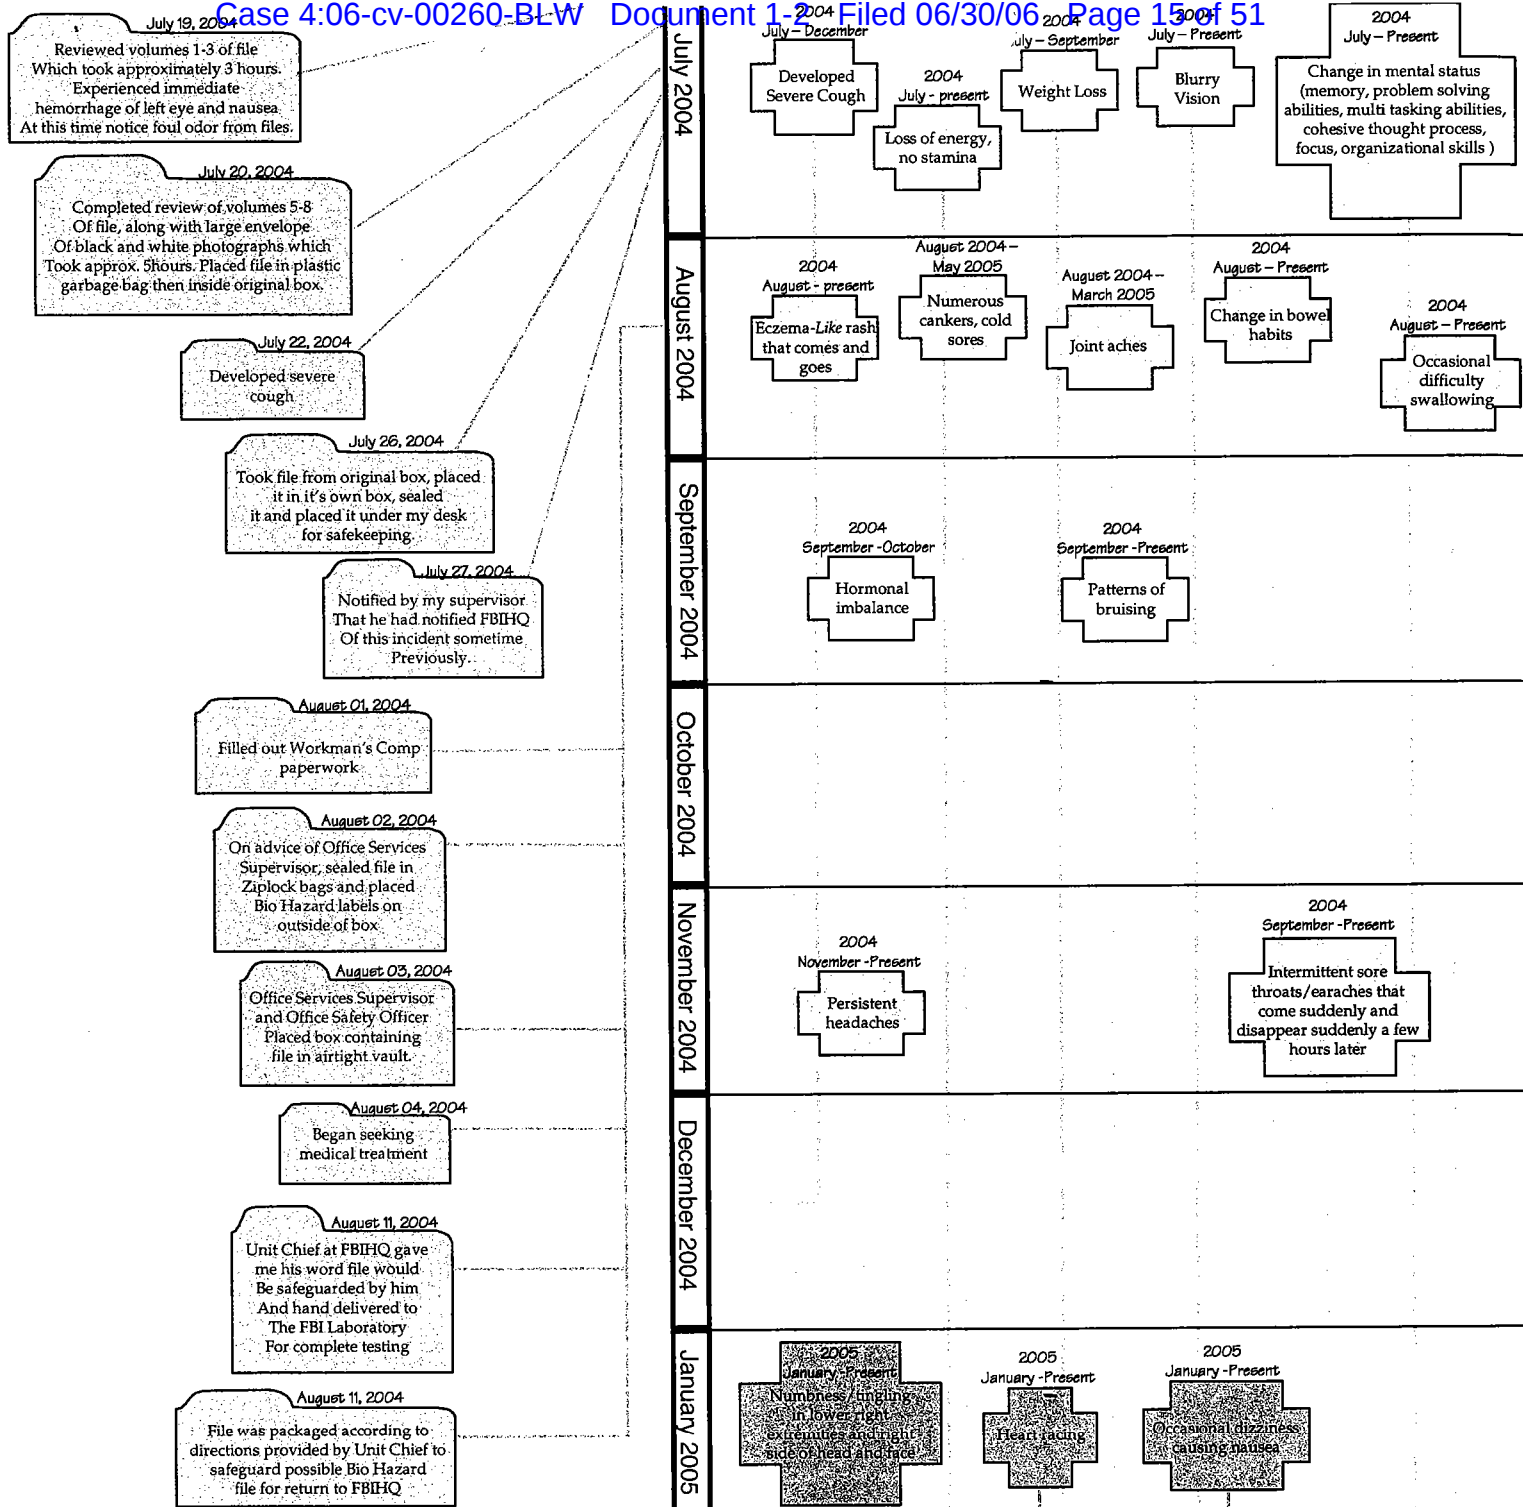 Case 4:06-cv-00260-BLW Document 1-2 Filed 06/30/06 Page 15 of 51
July 19, 2004
Reviewed volumes 1-3 of file
Which took approximately 3 hours.
Experienced immediate
hemorrhage of left eye and nausea
At this time notice foul odor from files.
July 20, 2004
Completed review of volumes 5-8
Of file, along with large envelope
Of black and white photographs which
Took approx. 5hours. Placed file in plastic
garbage bag then inside original box.
July 22, 2004
Developed severe
cough
July 26, 2004
Took file from original box, placed
it in it's own box, sealed
it and placed it under my desk
for safekeeping.
July 27, 2004
Notified by my supervisor
That he had notified FBIHQ
Of this incident sometime
Previously.
August 01, 2004
Filled out Workman's Comp
paperwork
August 02, 2004
On advice of Office Services
Supervisor, sealed file in
Ziplock bags and placed
Bio Hazard labels on
outside of box
August 03, 2004
Office Services Supervisor
and Office Safety Officer
Placed box containing
file in airtight vault.
August 04, 2004
Began seeking
medical treatment
August 11, 2004
Unit Chief at FBIHQ gave
me his word file would
Be safeguarded by him
And hand delivered to
The FBI Laboratory
For complete testing
August 11, 2004
File was packaged according to
directions provided by Unit Chief to
safeguard possible Bio Hazard
file for return to FBIHQ
July 2004
2004
July – December
Developed
Severe Cough
2004
July - present
Loss of energy,
no stamina
2004
July – September
Weight Loss
2004
July – Present
Blurry
Vision
2004
July – Present
Change in mental status
(memory, problem solving
abilities, multi tasking abilities,
cohesive thought process,
focus, organizational skills )
August 2004
2004
August - present
Eczema-Like rash
that comes and
goes
August 2004 –
May 2005
Numerous
cankers, cold
sores
August 2004 –
March 2005
Joint aches
2004
August – Present
Change in bowel
habits
2004
August – Present
Occasional
difficulty
swallowing
September 2004
2004
September -October
Hormonal
imbalance
2004
September -Present
Patterns of
bruising
October 2004
November 2004
2004
November -Present
Persistent
headaches
2004
September -Present
Intermittent sore
throats/earaches that
come suddenly and
disappear suddenly a few
hours later
December 2004
January 2005
2005
January -Present
Numbness/tingling
in lower right
extremities and right
side of head and face
2005
January -Present
Heart racing
2005
January -Present
Occasional dizziness
causing nausea